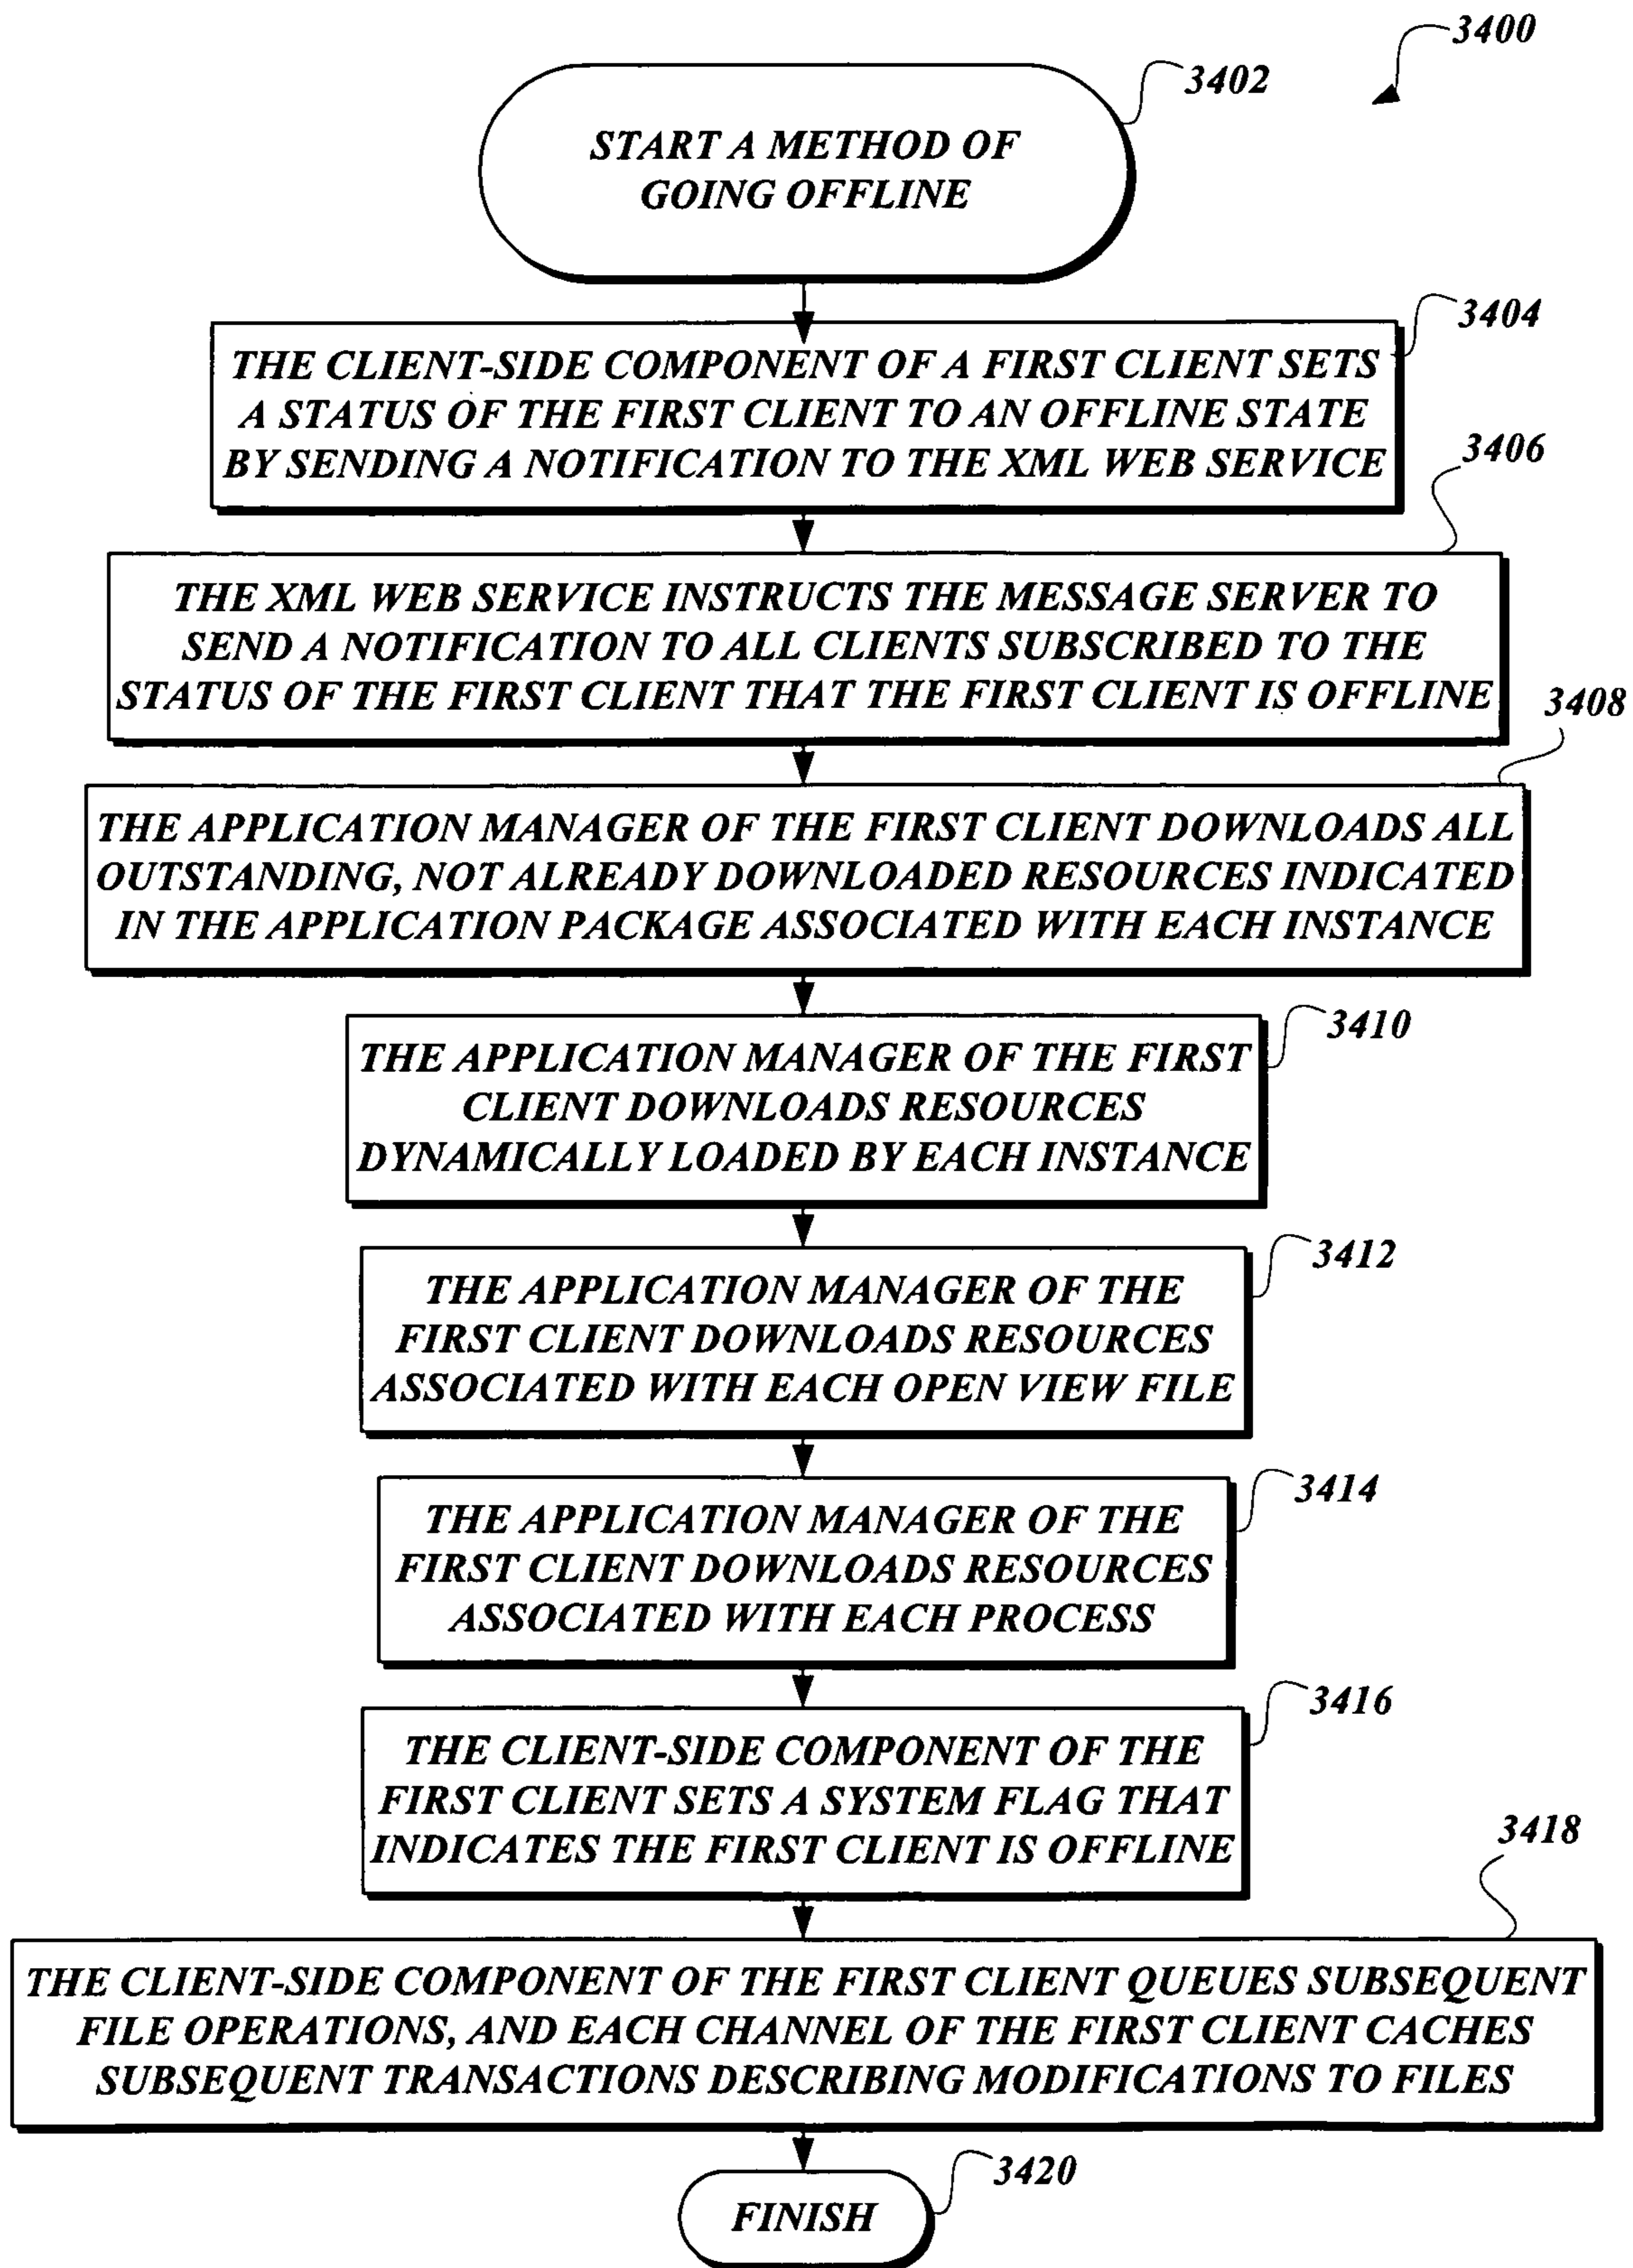 3400
3402
START A METHOD OF
GOING OFFLINE
3404
THE CLIENT-SIDE COMPONENT OF A FIRST CLIENT SETS
A STATUS OF THE FIRST CLIENT TO AN OFFLINE STATE
BY SENDING A NOTIFICATION TO THE XML WEB SERVICE
3406
THE XML WEB SERVICE INSTRUCTS THE MESSAGE SERVER TO
SEND A NOTIFICATION TO ALL CLIENTS SUBSCRIBED TO THE
STATUS OF THE FIRST CLIENT THAT THE FIRST CLIENT IS OFFLINE
3408
THE APPLICATION MANAGER OF THE FIRST CLIENT DOWNLOADS ALL
OUTSTANDING, NOT ALREADY DOWNLOADED RESOURCES INDICATED
IN THE APPLICATION PACKAGE ASSOCIATED WITH EACH INSTANCE
3410
THE APPLICATION MANAGER OF THE FIRST
CLIENT DOWNLOADS RESOURCES
DYNAMICALLY LOADED BY EACH INSTANCE
3412
THE APPLICATION MANAGER OF THE
FIRST CLIENT DOWNLOADS RESOURCES
ASSOCIATED WITH EACH OPEN VIEW FILE
3414
THE APPLICATION MANAGER OF THE
FIRST CLIENT DOWNLOADS RESOURCES
ASSOCIATED WITH EACH PROCESS
3416
THE CLIENT-SIDE COMPONENT OF THE
FIRST CLIENT SETS A SYSTEM FLAG THAT
INDICATES THE FIRST CLIENT IS OFFLINE
3418
THE CLIENT-SIDE COMPONENT OF THE FIRST CLIENT QUEUES SUBSEQUENT
FILE OPERATIONS, AND EACH CHANNEL OF THE FIRST CLIENT CACHES
SUBSEQUENT TRANSACTIONS DESCRIBING MODIFICATIONS TO FILES
3420
FINISH